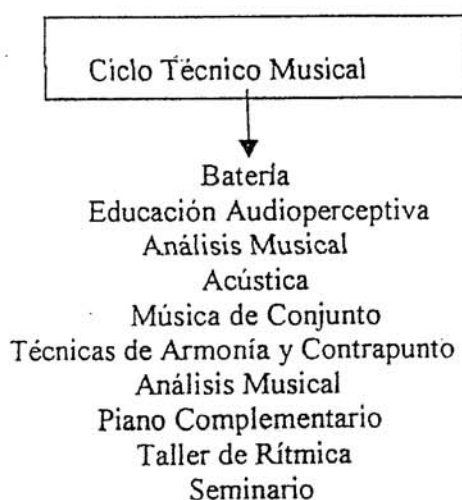 Ciclo Técnico Musical
Batería
Educación Audioperceptiva
Análisis Musical
Acústica
Música de Conjunto
Técnicas de Armonía y Contrapunto
Análisis Musical
Piano Complementario
Taller de Rítmica
Seminario